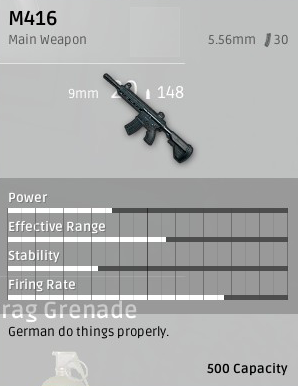 M416
Main Weapon 5.56mm 30
9mm 148
Power
Effective Range
Stability
Firing Rate
rag Grenade
German do things properly.
500 Capacity